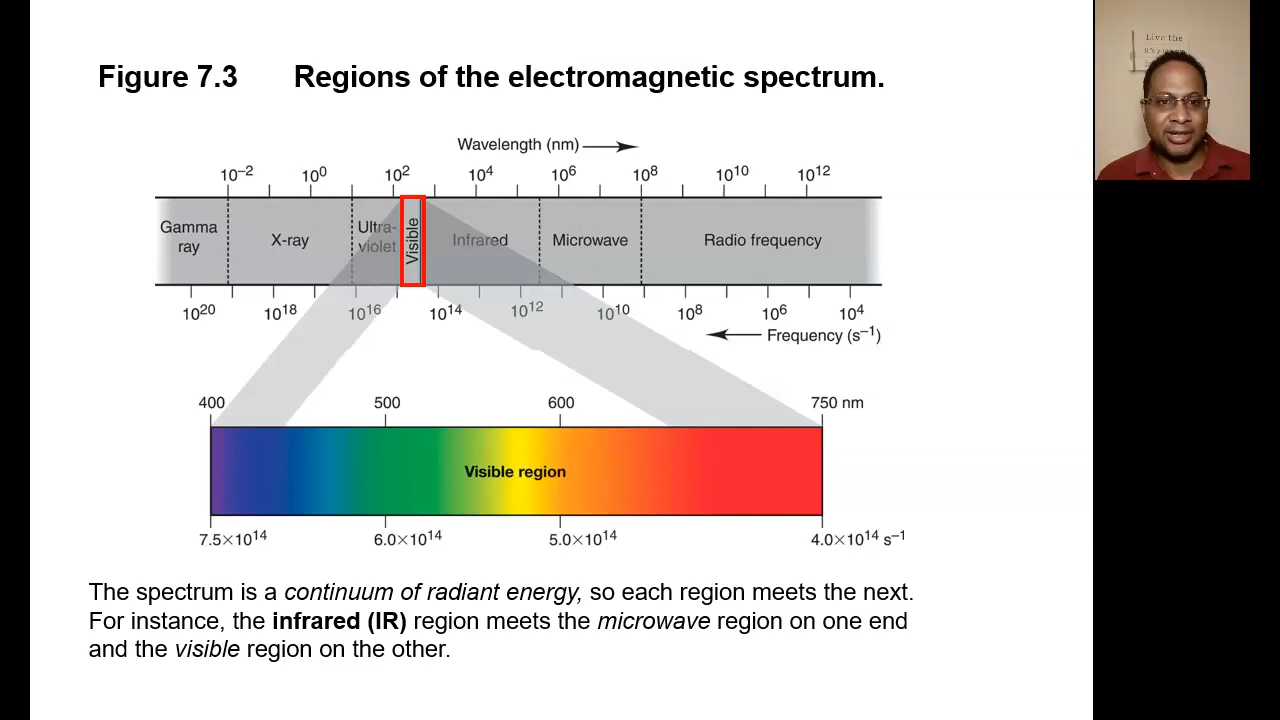 Figure 7.3 Regions of the electromagnetic spectrum.
Live the
Wavelength (nm)
10⁻² 10⁰ 10² 10⁴ 10⁶ 10⁸ 10¹⁰ 10¹²
Gamma
ray
X-ray
Ultra-
violet
Visible
Infrared
Microwave
Radio frequency
10²⁰ 10¹⁸ 10¹⁶ 10¹⁴ 10¹² 10¹⁰ 10⁸ 10⁶ 10⁴
Frequency (s⁻¹)
400 500 600 750 nm
Visible region
7.5×10¹⁴ 6.0×10¹⁴ 5.0×10¹⁴ 4.0×10¹⁴ s⁻¹
The spectrum is a continuum of radiant energy, so each region meets the next.
For instance, the infrared (IR) region meets the microwave region on one end
and the visible region on the other.